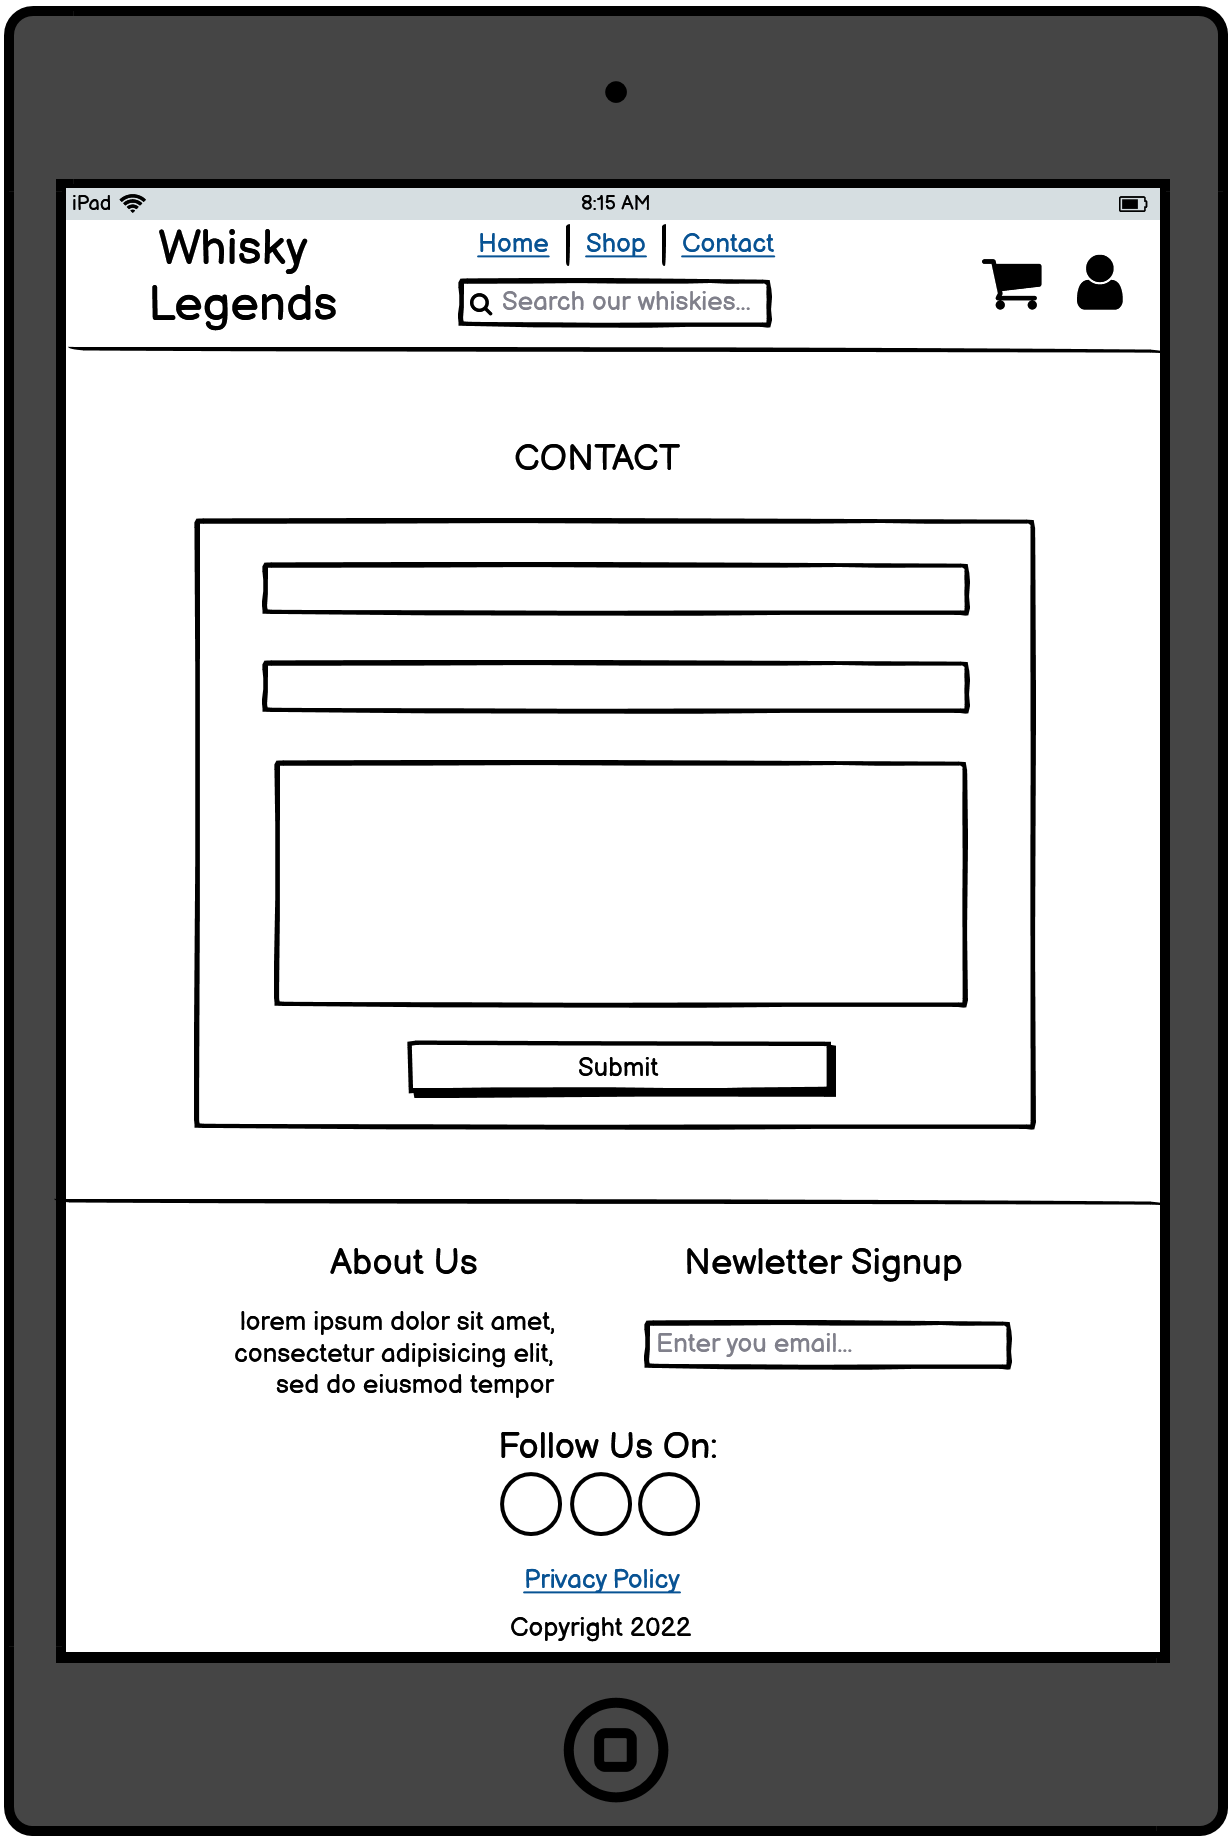 iPad 8:15 AM
Whisky
Legends
Home Shop Contact
Search our whiskies...
CONTACT
Submit
About Us
lorem ipsum dolor sit amet,
consectetur adipisicing elit,
sed do eiusmod tempor
Newletter Signup
Enter you email...
Follow Us On:
Privacy Policy
Copyright 2022